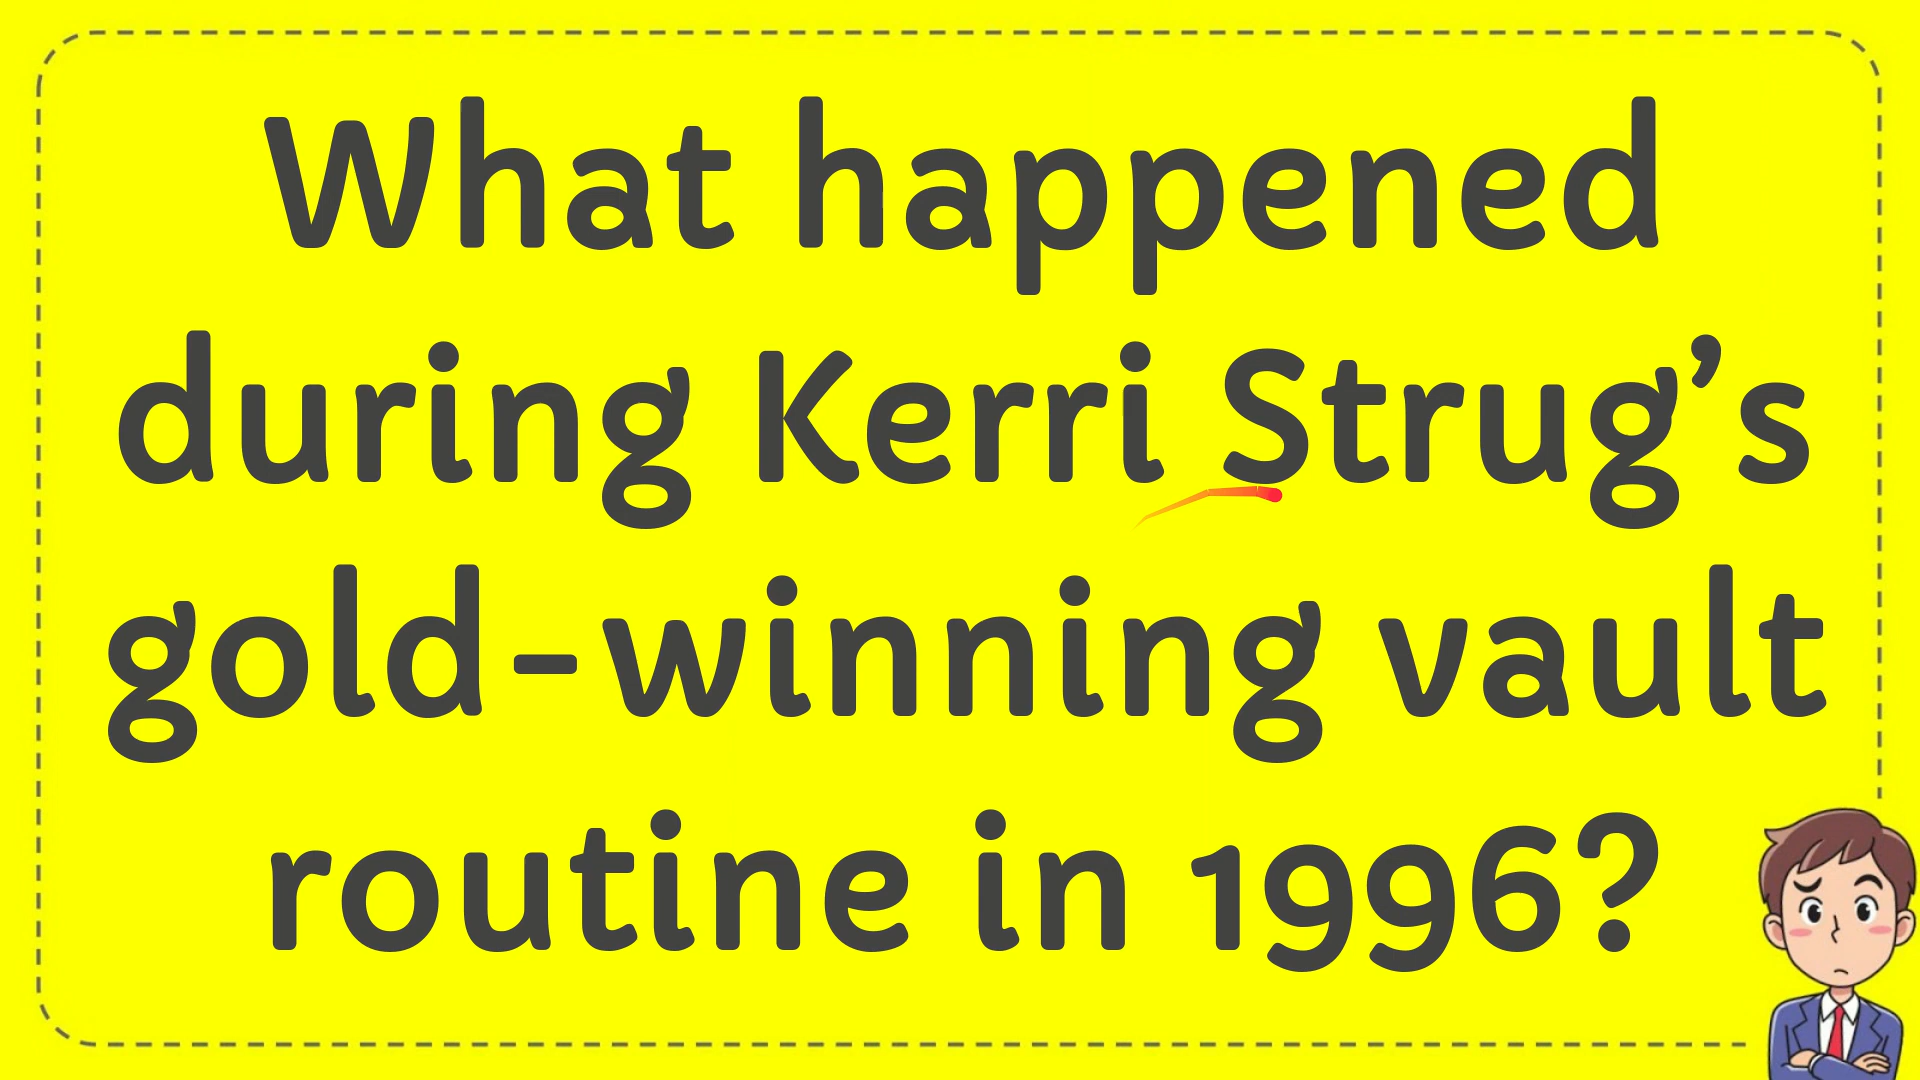 What happened
during Kerri Strug’s
gold-winning vault
routine in 1996?